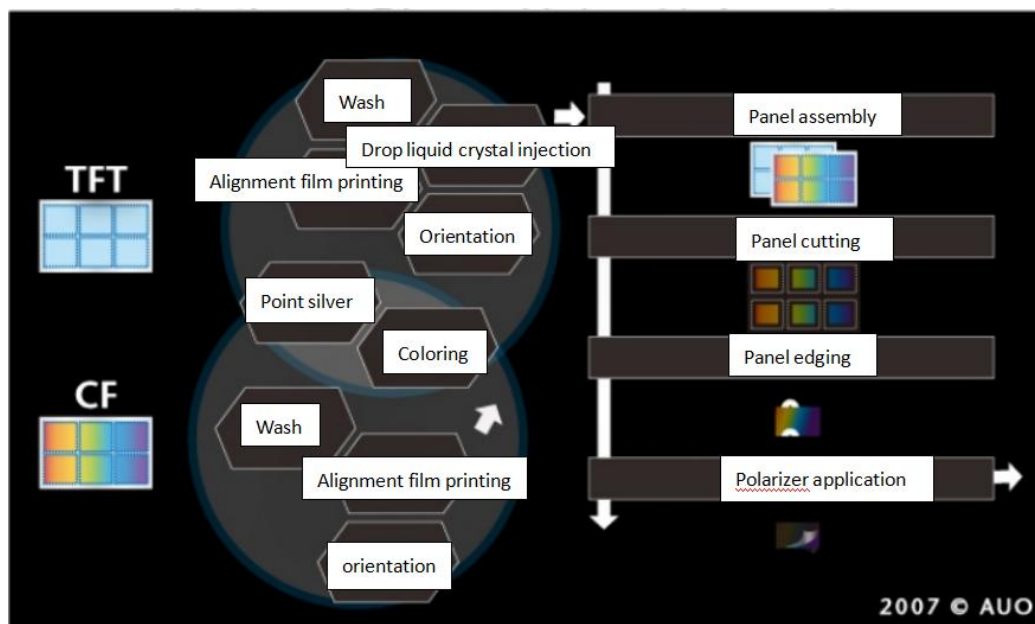 Wash
Drop liquid crystal injection
Alignment film printing
Orientation
Point silver
Coloring
Wash
Alignment film printing
orientation
TFT
CF
Panel assembly
Panel cutting
Panel edging
Polarizer application
2007 © AUO